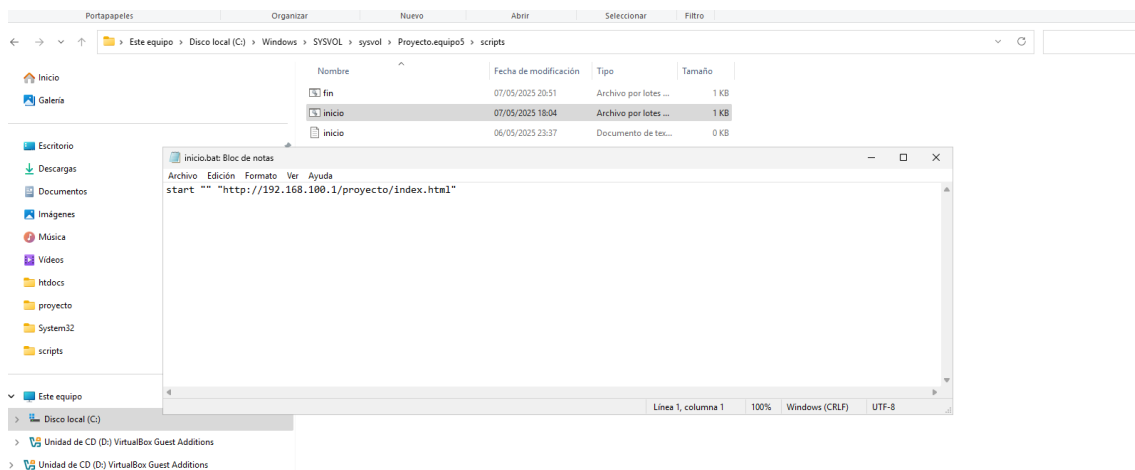 Portapapeles Organizar Nuevo Abrir Seleccionar Filtro
Este equipo > Disco local (C:) > Windows > SYSVOL > sysvol > Proyecto.equipo5 > scripts
Nombre Fecha de modificación Tipo Tamaño
Inicio
Galería
fin 07/05/2025 20:51 Archivo por lotes ... 1 KB
inicio 07/05/2025 18:04 Archivo por lotes ... 1 KB
inicio 06/05/2025 23:37 Documento de tex... 0 KB
Escritorio
Descargas
Documentos
Imágenes
Música
Vídeos
htdocs
proyecto
System32
scripts
Este equipo
Disco local (C:)
Unidad de CD (D:) VirtualBox Guest Additions
Unidad de CD (D:) VirtualBox Guest Additions
inicio.bat: Bloc de notas
Archivo Edición Formato Ver Ayuda
start "" "http://192.168.100.1/proyecto/index.html"
Línea 1, columna 1 100% Windows (CRLF) UTF-8